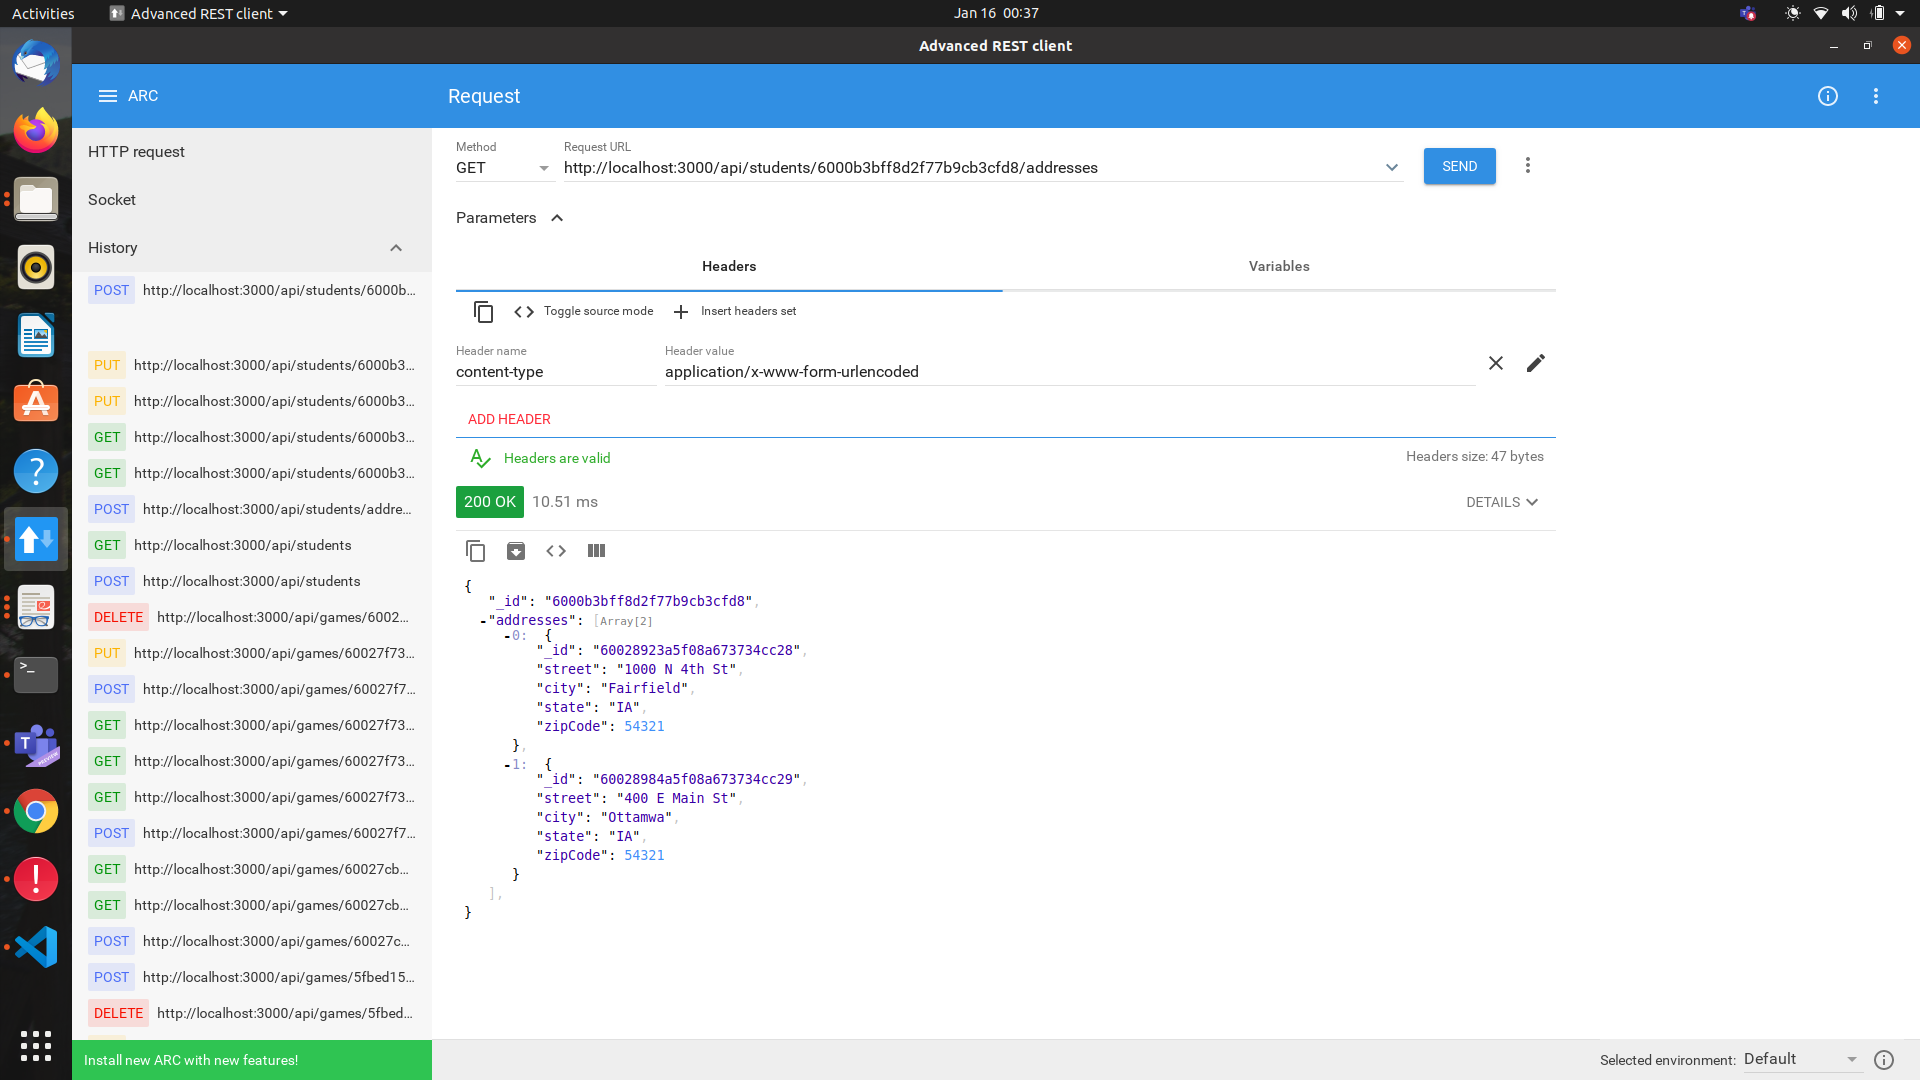 Activities
Advanced REST client
Jan 16 00:37
Advanced REST client
ARC
Request
HTTP request
Socket
History
POST http://localhost:3000/api/students/6000b...
PUT http://localhost:3000/api/students/6000b3...
PUT http://localhost:3000/api/students/6000b3...
GET http://localhost:3000/api/students/6000b3...
GET http://localhost:3000/api/students/6000b3...
POST http://localhost:3000/api/students/addre...
GET http://localhost:3000/api/students
POST http://localhost:3000/api/students
DELETE http://localhost:3000/api/games/6002...
PUT http://localhost:3000/api/games/60027f73...
POST http://localhost:3000/api/games/60027f7...
GET http://localhost:3000/api/games/60027f73...
GET http://localhost:3000/api/games/60027f73...
GET http://localhost:3000/api/games/60027f73...
POST http://localhost:3000/api/games/60027f7...
GET http://localhost:3000/api/games/60027cb...
GET http://localhost:3000/api/games/60027cb...
POST http://localhost:3000/api/games/60027c...
POST http://localhost:3000/api/games/5fbed15...
DELETE http://localhost:3000/api/games/5fbed...
Install new ARC with new features!
Method
GET
Request URL
http://localhost:3000/api/students/6000b3bff8d2f77b9cb3cfd8/addresses
SEND
Parameters
Headers
Variables
Toggle source mode
Insert headers set
Header name
content-type
Header value
application/x-www-form-urlencoded
ADD HEADER
Headers are valid
Headers size: 47 bytes
200 OK
10.51 ms
DETAILS
{
"_id": "6000b3bff8d2f77b9cb3cfd8",
-"addresses": [Array[2]
-0: {
"_id": "60028923a5f08a673734cc28",
"street": "1000 N 4th St",
"city": "Fairfield",
"state": "IA",
"zipCode": 54321
},
-1: {
"_id": "60028984a5f08a673734cc29",
"street": "400 E Main St",
"city": "Ottamwa",
"state": "IA",
"zipCode": 54321
}
],
}
Selected environment: Default